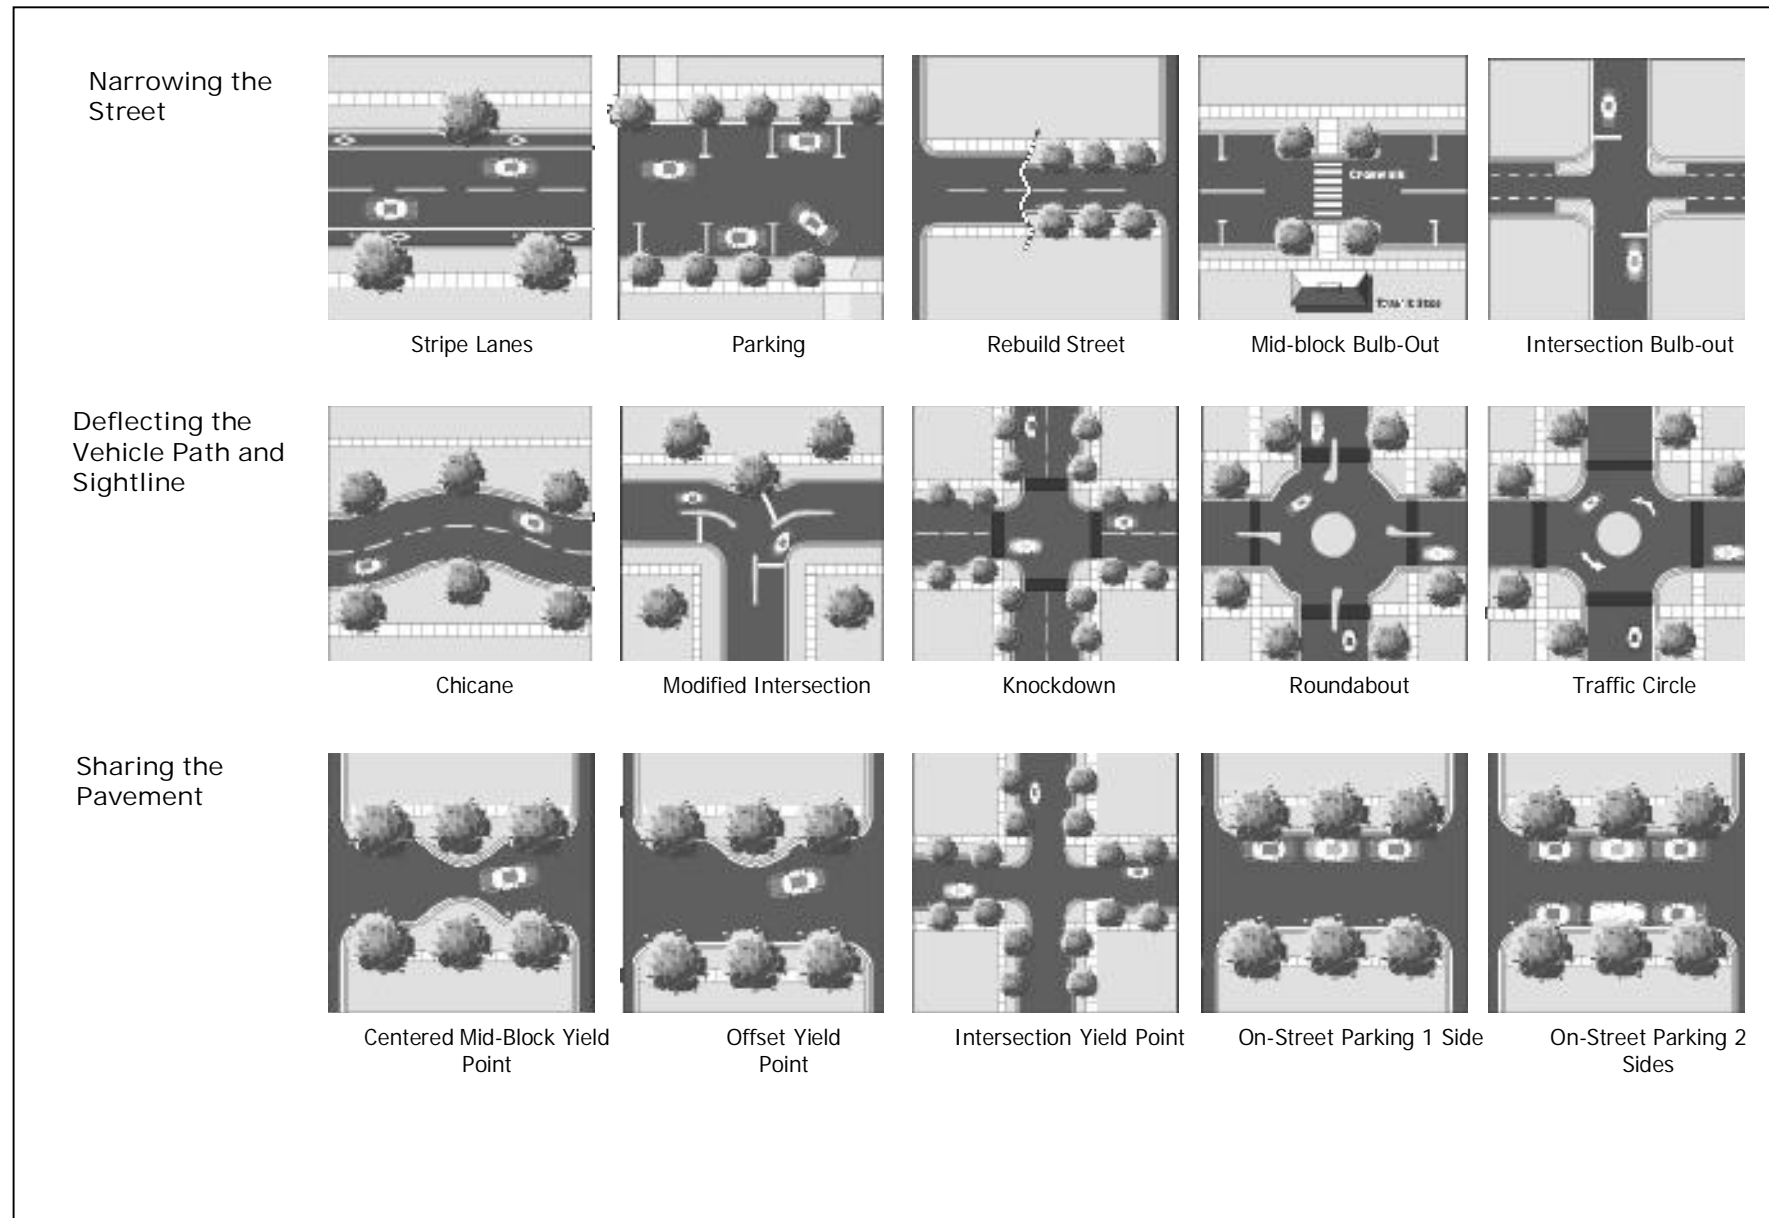 Narrowing the
Street
Stripe Lanes
Parking
Rebuild Street
Crosswalk
Mid-block Bulb-Out
Intersection Bulb-out
Deflecting the
Vehicle Path and
Sightline
Chicane
Modified Intersection
Knockdown
Roundabout
Traffic Circle
Sharing the
Pavement
Centered Mid-Block Yield
Point
Offset Yield
Point
Intersection Yield Point
On-Street Parking 1 Side
On-Street Parking 2
Sides